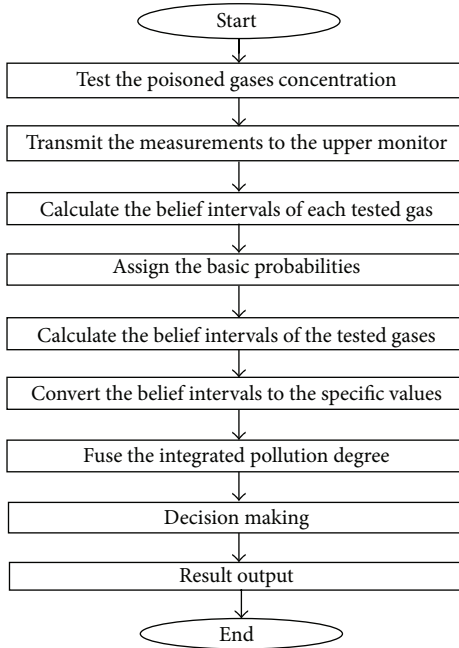 Start
Test the poisoned gases concentration
Transmit the measurements to the upper monitor
Calculate the belief intervals of each tested gas
Assign the basic probabilities
Calculate the belief intervals of the tested gases
Convert the belief intervals to the specific values
Fuse the integrated pollution degree
Decision making
Result output
End